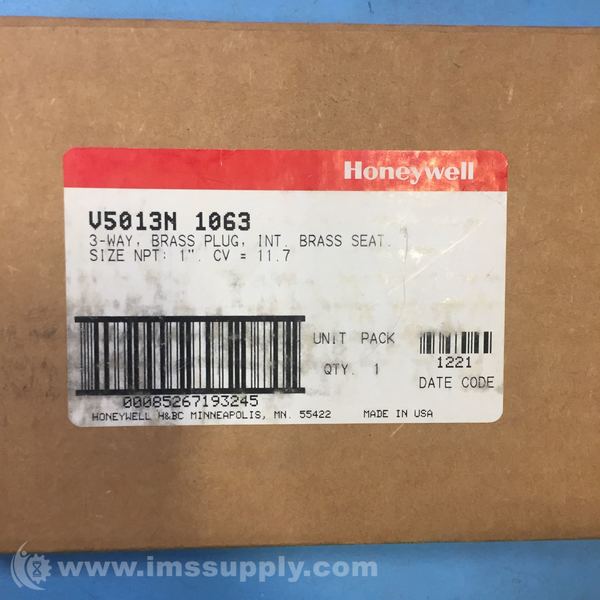 Honeywell
V5013N 1063
3-WAY, BRASS PLUG, INT. BRASS SEAT.
SIZE NPT: 1". CV = 11.7
UNIT PACK
QTY. 1
1221
DATE CODE
00085267193245
HONEYWELL H&BC MINNEAPOLIS, MN. 55422 MADE IN USA
www.imssupply.com